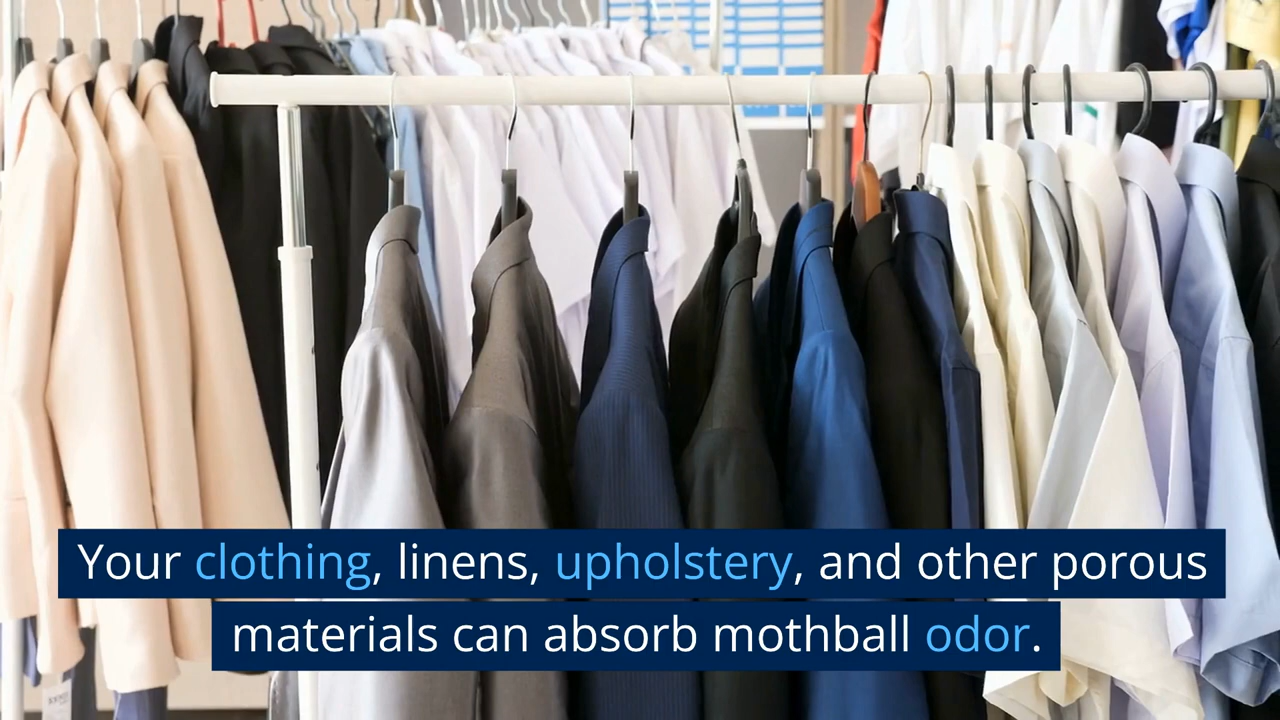 Your clothing, linens, upholstery, and other porous
materials can absorb mothball odor.